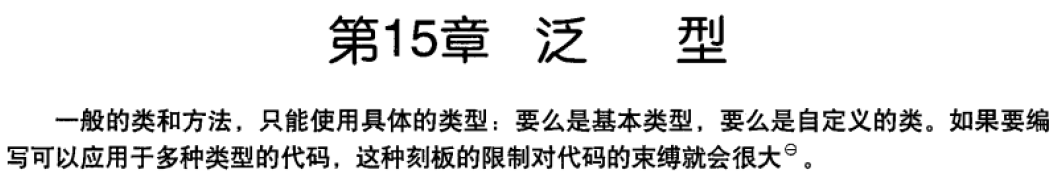 第15章 泛 型
一般的类和方法，只能使用具体的类型：要么是基本类型，要么是自定义的类。如果要编
写可以应用于多种类型的代码，这种刻板的限制对代码的束缚就会很大㊀。